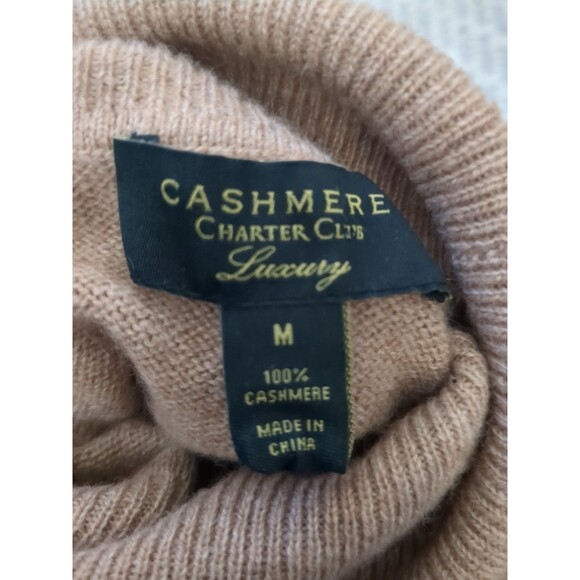 CASHMERE
CHARTER CLUB
Luxury
M
100%
CASHMERE
MADE IN
CHINA